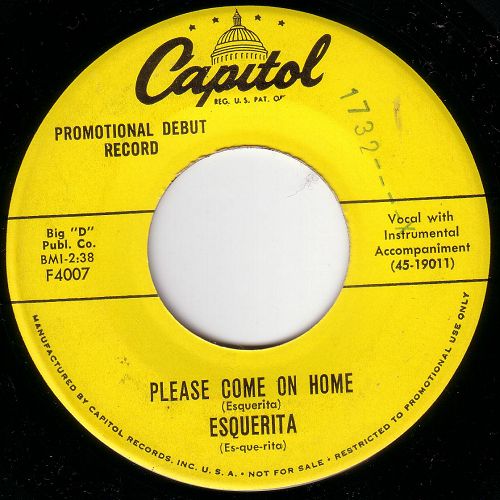 Capitol
REG. U.S. PAT. OF
PROMOTIONAL DEBUT
RECORD
1732----
Big "D"
Publ. Co.
BMI-2:38
F4007
Vocal with
Instrumental
Accompaniment
(45-19011)
PLEASE COME ON HOME
(Esquerita)
ESQUERITA
(Es-que-rita)
MANUFACTURED BY CAPITOL RECORDS, INC. U.S.A. • NOT FOR SALE • RESTRICTED TO PROMOTIONAL USE ONLY